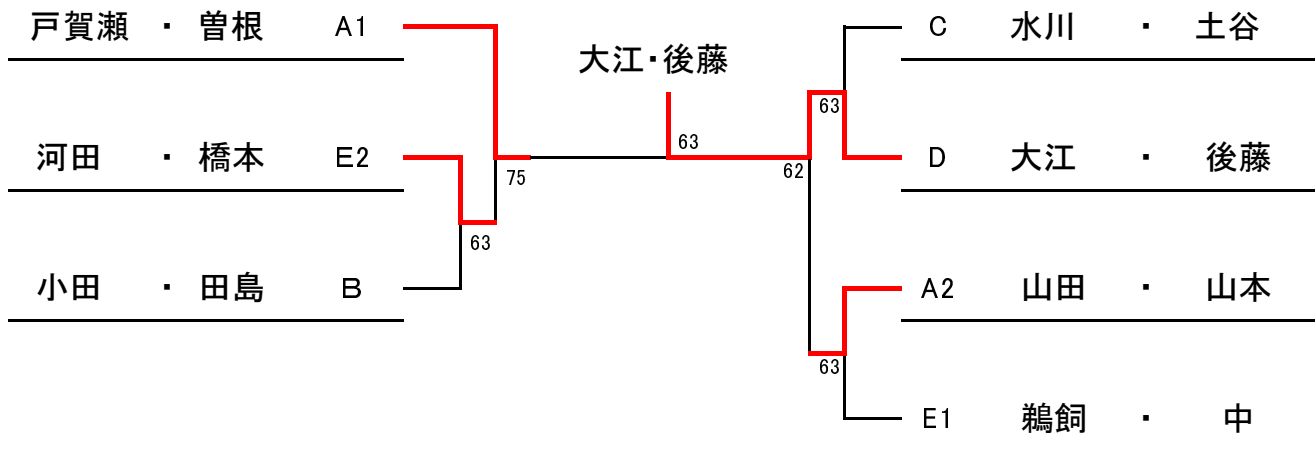 戸賀瀬 ・ 曽根 A1
河田 ・ 橋本 E2
小田 ・ 田島 B
63
75
大江・後藤
63
62
63
63
C 水川 ・ 土谷
D 大江 ・ 後藤
A2 山田 ・ 山本
E1 鵜飼 ・ 中